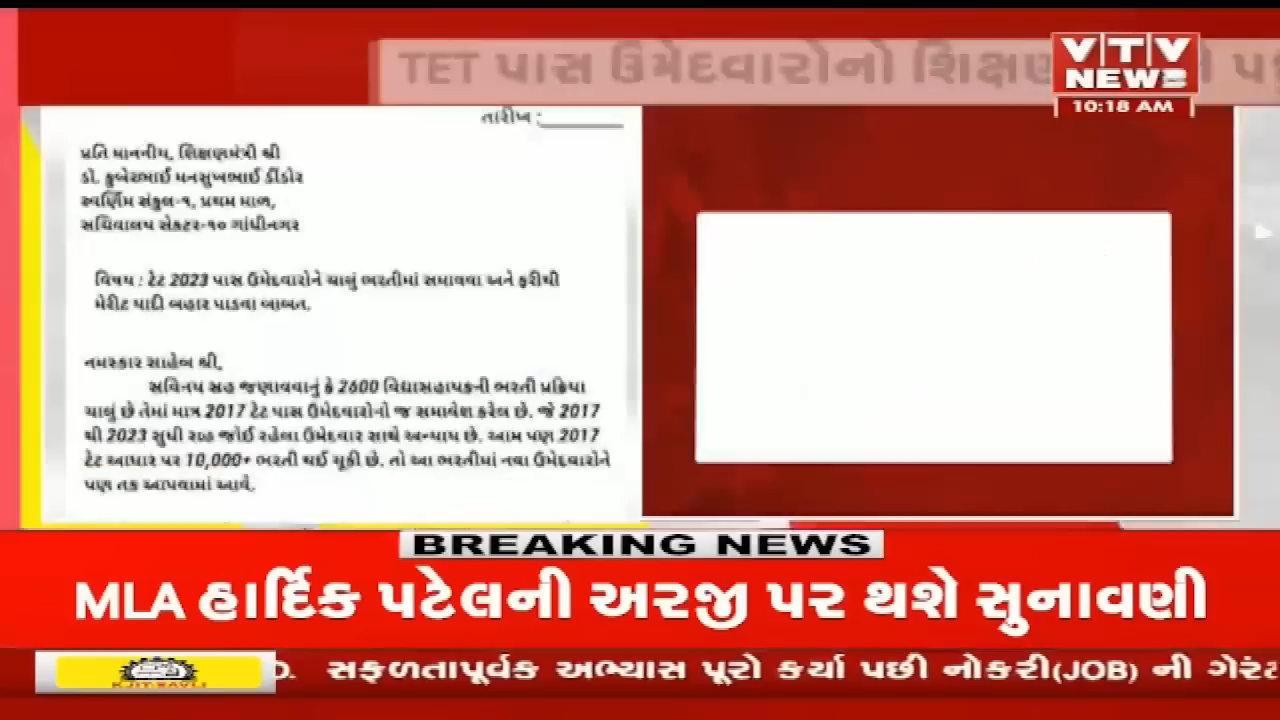 TET પાસ ઉમેદવારોનો શિક્ષણ
VTV
NEWS
10:18 AM
તારીખ :
પ્રતિ માનનીય, શિક્ષણમંત્રી શ્રી
ડો. કુબેરભાઈ મનસુખભાઈ ડીંડોર
સ્વર્ણિમ સંકુલ-૧, પ્રથમ માળ,
સચિવાલય સેકટર-૧૦ ગાંધીનગર
વિષય : ટેટ 2023 પાસ ઉમેદવારોને ચાલું ભરતીમાં સમાવવા અને ફરીથી
મેરીટ યાદી બહાર પાડવા બાબત.
નમસ્કાર સાહેબ શ્રી,
સવિનય સહ જણાવવાનું કે 2600 વિદ્યાસહાયકની ભરતી પ્રક્રિયા
ચાલું છે તેમાં માત્ર 2017 ટેટ પાસ ઉમેદવારોનો જ સમાવેશ કરેલ છે. જે 2017
થી 2023 સુધી રાહ જોઈ રહેલા ઉમેદવાર સાથે અન્યાય છે. આમ પણ 2017
ટેટ આધાર પર 10,000+ ભરતી થઈ ચૂકી છે. તો આ ભરતીમાં નવા ઉમેદવારોને
પણ તક આપવામાં આવે.
BREAKING NEWS
MLA હાર્દિક પટેલની અરજી પર થશે સુનાવણી
સફળતાપૂર્વક અભ્યાસ પૂરો કર્યા પછી નોકરી(JOB) ની ગેરંટ